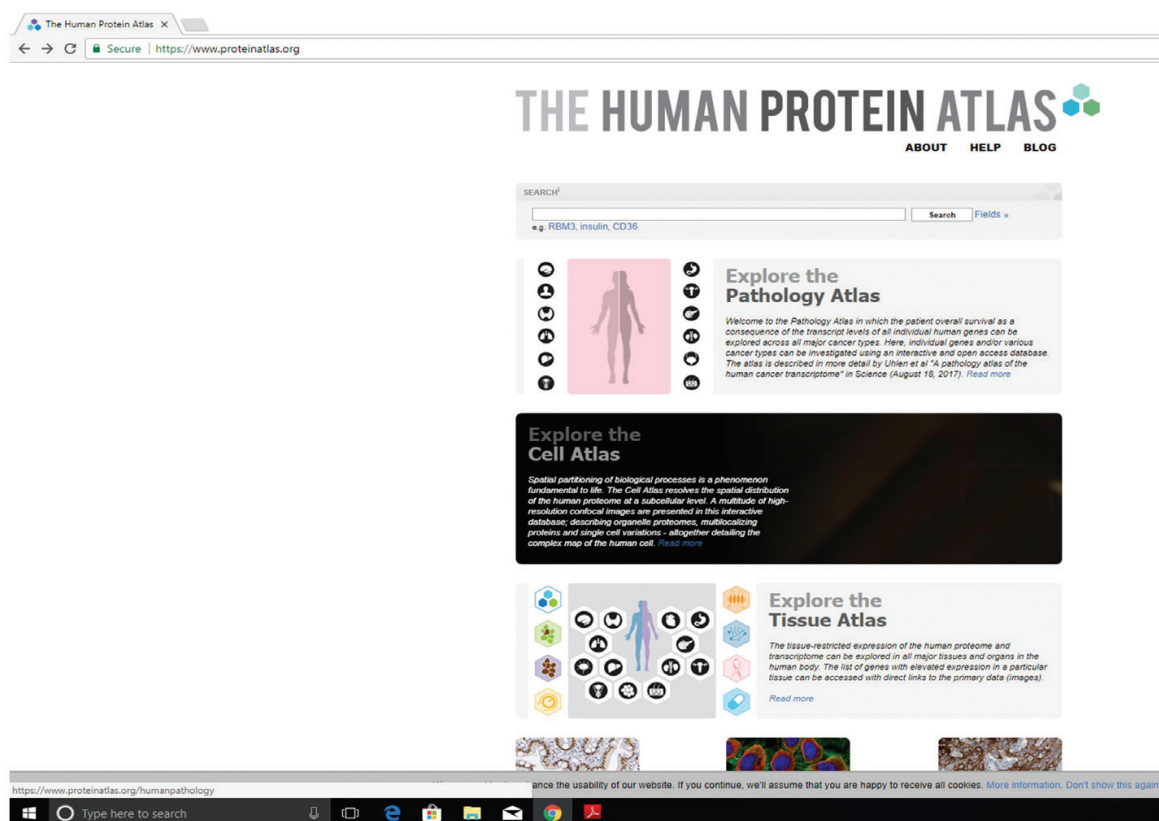 The Human Protein Atlas
Secure | https://www.proteinatlas.org
THE HUMAN PROTEIN ATLAS
ABOUT HELP BLOG
SEARCHⁱ
Search Fields »
e.g. RBM3, insulin, CD36
Explore the
Pathology Atlas
Welcome to the Pathology Atlas in which the patient overall survival as a
consequence of the transcript levels of all individual human genes can be
explored across all major cancer types. Here, individual genes and/or various
cancer types can be investigated using an interactive and open access database.
The atlas is described in more detail by Uhlen et al "A pathology atlas of the
human cancer transcriptome" in Science (August 18, 2017). Read more
Explore the
Cell Atlas
Spatial partitioning of biological processes is a phenomenon
fundamental to life. The Cell Atlas resolves the spatial distribution
of the human proteome at a subcellular level. A multitude of high-
resolution confocal images are presented in this interactive
database; describing organelle proteomes, multilocalizing
proteins and single cell variations - altogether detailing the
complex map of the human cell. Read more
Explore the
Tissue Atlas
The tissue-restricted expression of the human proteome and
transcriptome can be explored in all major tissues and organs in the
human body. The list of genes with elevated expression in a particular
tissue can be accessed with direct links to the primary data (images).
Read more
ance the usability of our website. If you continue, we'll assume that you are happy to receive all cookies. More information. Don't show this again
https://www.proteinatlas.org/humanpathology
Type here to search